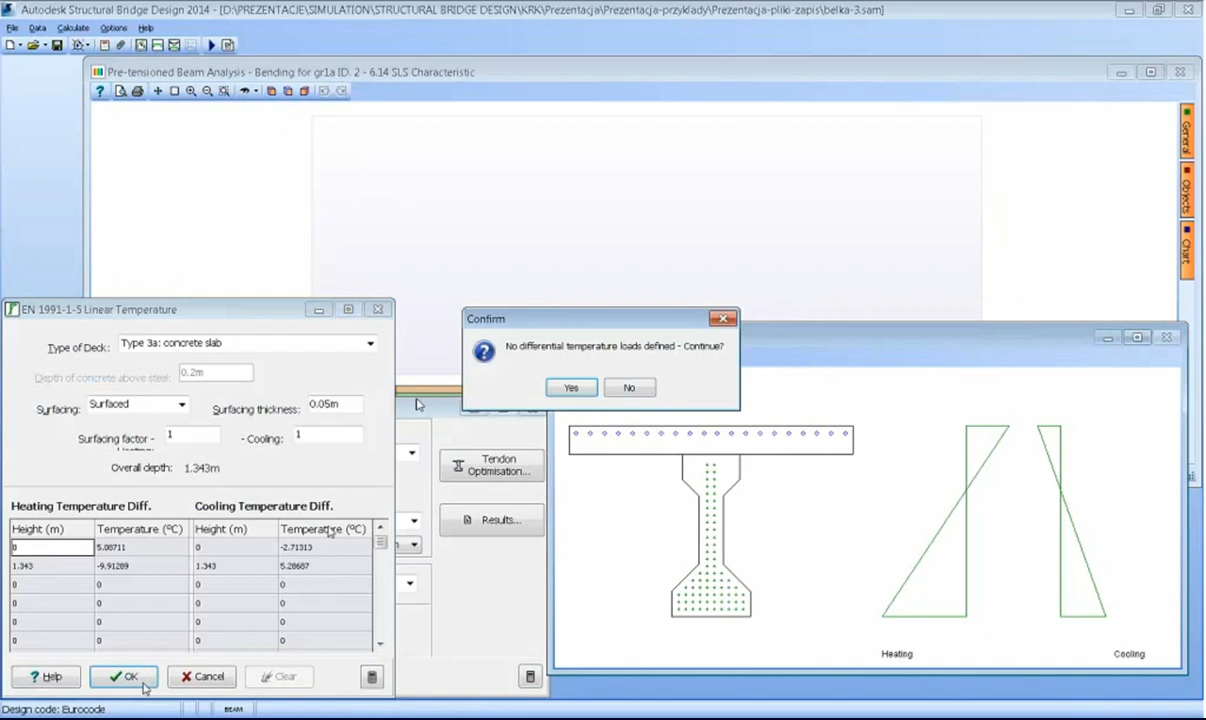 Autodesk Structural Bridge Design 2014 - [D:\PREZENTACJE\SIMULATION\STRUCTURAL BRIDGE DESIGN\KRK\Prezentacja\Prezentacja-przyklady\Prezentacja-pliki-zapis\belka-3.sam]
File Data Calculate Options Help
Pre-tensioned Beam Analysis - Bending for gr1a ID. 2 - 6.14 SLS Characteristic
General
Objects
Chart
EN 1991-1-5 Linear Temperature
Type of Deck: Type 3a: concrete slab
Depth of concrete above steel: 0.2m
Surfacing: Surfaced Surfacing thickness: 0.05m
Surfacing factor - 1 - Cooling: 1
Overall depth: 1.343m
Heating Temperature Diff. Cooling Temperature Diff.
Height (m) Temperature (ºC) Height (m) Temperature (ºC)
0 5.08711 0 -2.71313
1.343 -9.91289 1.343 5.28687
0 0 0 0
0 0 0 0
0 0 0 0
0 0 0 0
Help OK Cancel Clear
Confirm
No differential temperature loads defined - Continue?
Yes No
Tendon
Optimisation...
Results...
Heating Cooling
Design code: Eurocode BEAM